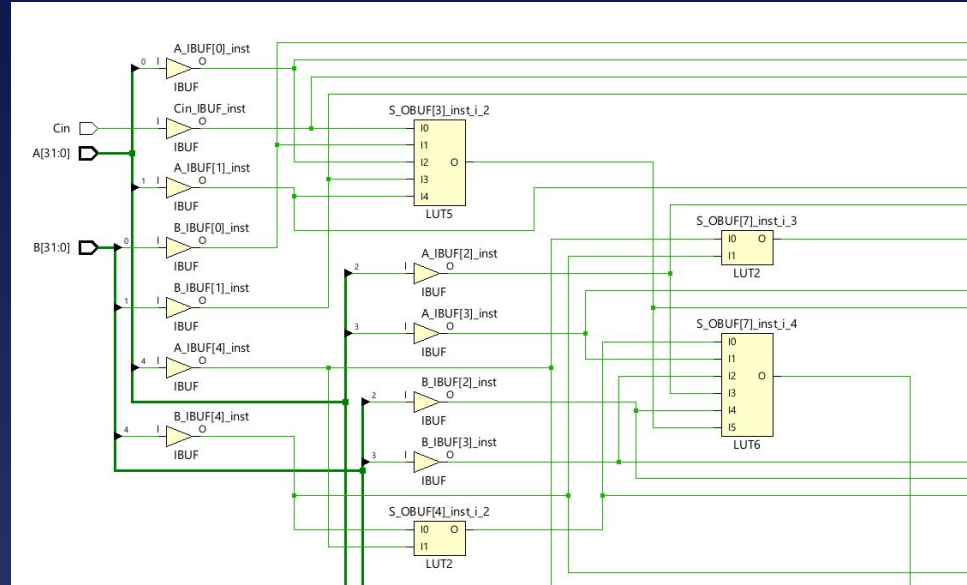 A_IBUF[0]_inst
0 I O
IBUF
Cin_IBUF_inst
Cin I O
IBUF
A[31:0]
A_IBUF[1]_inst
1 I O
IBUF
B_IBUF[0]_inst
B[31:0] 0 I O
IBUF
B_IBUF[1]_inst
1 I O
IBUF
A_IBUF[4]_inst
4 I O
IBUF
B_IBUF[4]_inst
4 I O
IBUF
S_OBUF[3]_inst_i_2
I0
I1
I2 O
I3
I4
LUT5
A_IBUF[2]_inst
2 I O
IBUF
A_IBUF[3]_inst
3 I O
IBUF
B_IBUF[2]_inst
2 I O
IBUF
B_IBUF[3]_inst
3 I O
IBUF
S_OBUF[4]_inst_i_2
I0 O
I1
LUT2
S_OBUF[7]_inst_i_3
I0 O
I1
LUT2
S_OBUF[7]_inst_i_4
I0
I1
I2 O
I3
I4
I5
LUT6